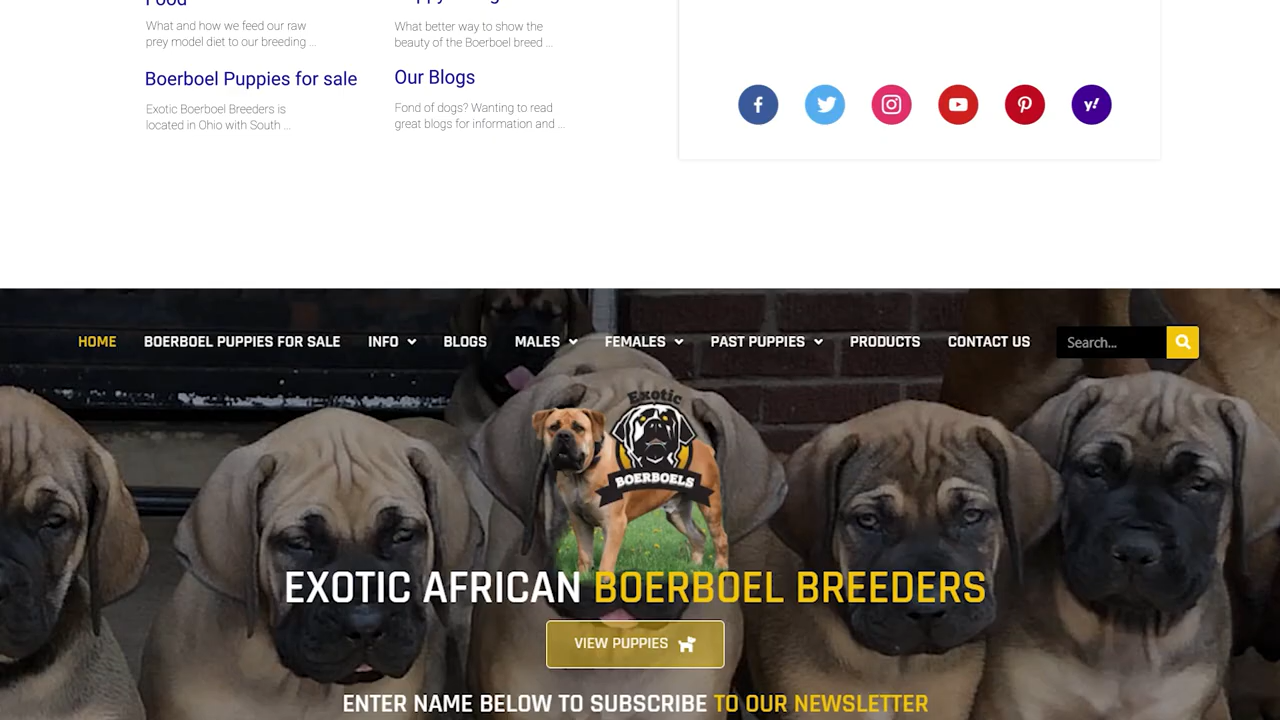 Food
What and how we feed our raw
prey model diet to our breeding ...
What better way to show the
beauty of the Boerboel breed ...
Boerboel Puppies for sale
Exotic Boerboel Breeders is
located in Ohio with South ...
Our Blogs
Fond of dogs? Wanting to read
great blogs for information and ...
HOME BOERBOEL PUPPIES FOR SALE INFO BLOGS MALES FEMALES PAST PUPPIES PRODUCTS CONTACT US Search...
Exotic
BOERBOELS
EXOTIC AFRICAN BOERBOEL BREEDERS
VIEW PUPPIES
ENTER NAME BELOW TO SUBSCRIBE TO OUR NEWSLETTER